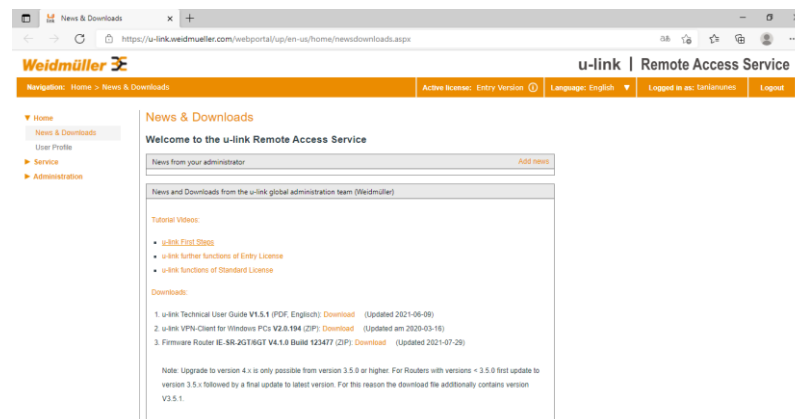 News & Downloads
https://u-link.weidmueller.com/webportal/up/en-us/home/newsdownloads.aspx
Weidmüller
u-link | Remote Access Service
Navigation: Home > News & Downloads
Active license: Entry Version
Language: English
Logged in as: tanianunes
Logout
Home
News & Downloads
User Profile
Service
Administration
News & Downloads
Welcome to the u-link Remote Access Service
News from your administrator
Add news
News and Downloads from the u-link global administration team (Weidmüller)
Tutorial Videos:
u-link First Steps
u-link further functions of Entry License
u-link functions of Standard License
Downloads:
1. u-link Technical User Guide V1.5.1 (PDF, Englisch): Download (Updated 2021-06-09)
2. u-link VPN-Client for Windows PCs V2.0.194 (ZIP): Download (Updated am 2020-03-16)
3. Firmware Router IE-SR-2GT/6GT V4.1.0 Build 123477 (ZIP): Download (Updated 2021-07-29)
Note: Upgrade to version 4.x is only possible from version 3.5.0 or higher. For Routers with versions < 3.5.0 first update to
version 3.5.x followed by a final update to latest version. For this reason the download file additionally contains version
V3.5.1.